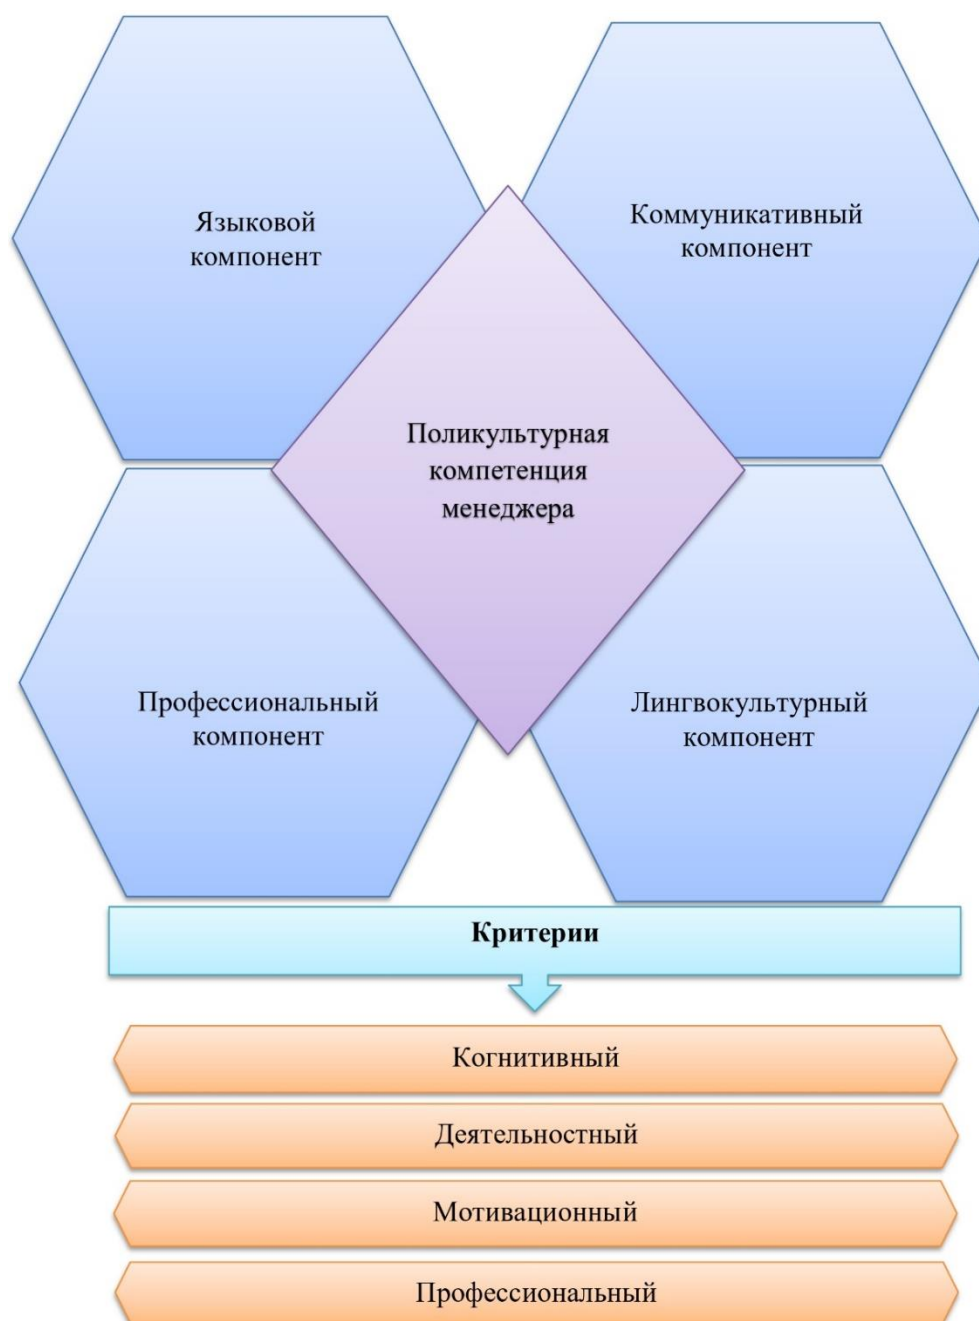 Языковой
компонент
Коммуникативный
компонент
Поликультурная
компетенция
менеджера
Профессиональный
компонент
Лингвокультурный
компонент
Критерии
Когнитивный
Деятельностный
Мотивационный
Профессиональный